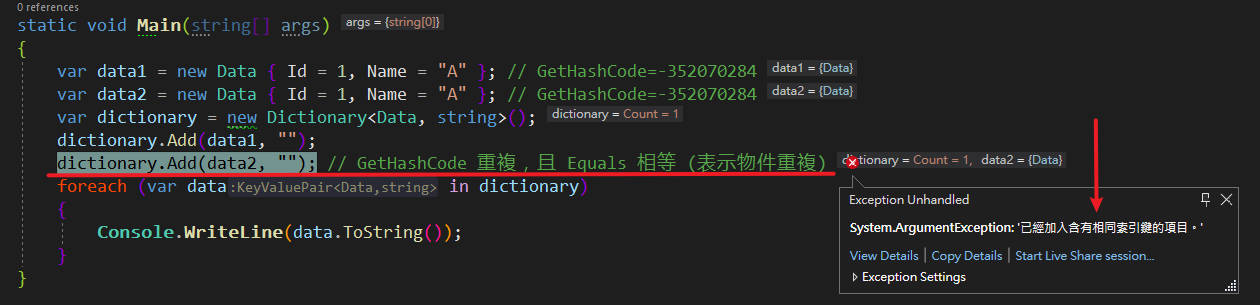 0 references
static void Main(string[] args) args = {string[0]}
{
var data1 = new Data { Id = 1, Name = "A" }; // GetHashCode=-352070284 data1 = {Data}
var data2 = new Data { Id = 1, Name = "A" }; // GetHashCode=-352070284 data2 = {Data}
var dictionary = new Dictionary<Data, string>(); dictionary = Count = 1
dictionary.Add(data1, "");
dictionary.Add(data2, ""); // GetHashCode 重複，且 Equals 相等 (表示物件重複) dictionary = Count = 1, data2 = {Data}
foreach (var data:KeyValuePair<Data,string> in dictionary)
{
Console.WriteLine(data.ToString());
}
}
Exception Unhandled
System.ArgumentException: '已經加入含有相同索引鍵的項目。'
View Details | Copy Details | Start Live Share session...
Exception Settings